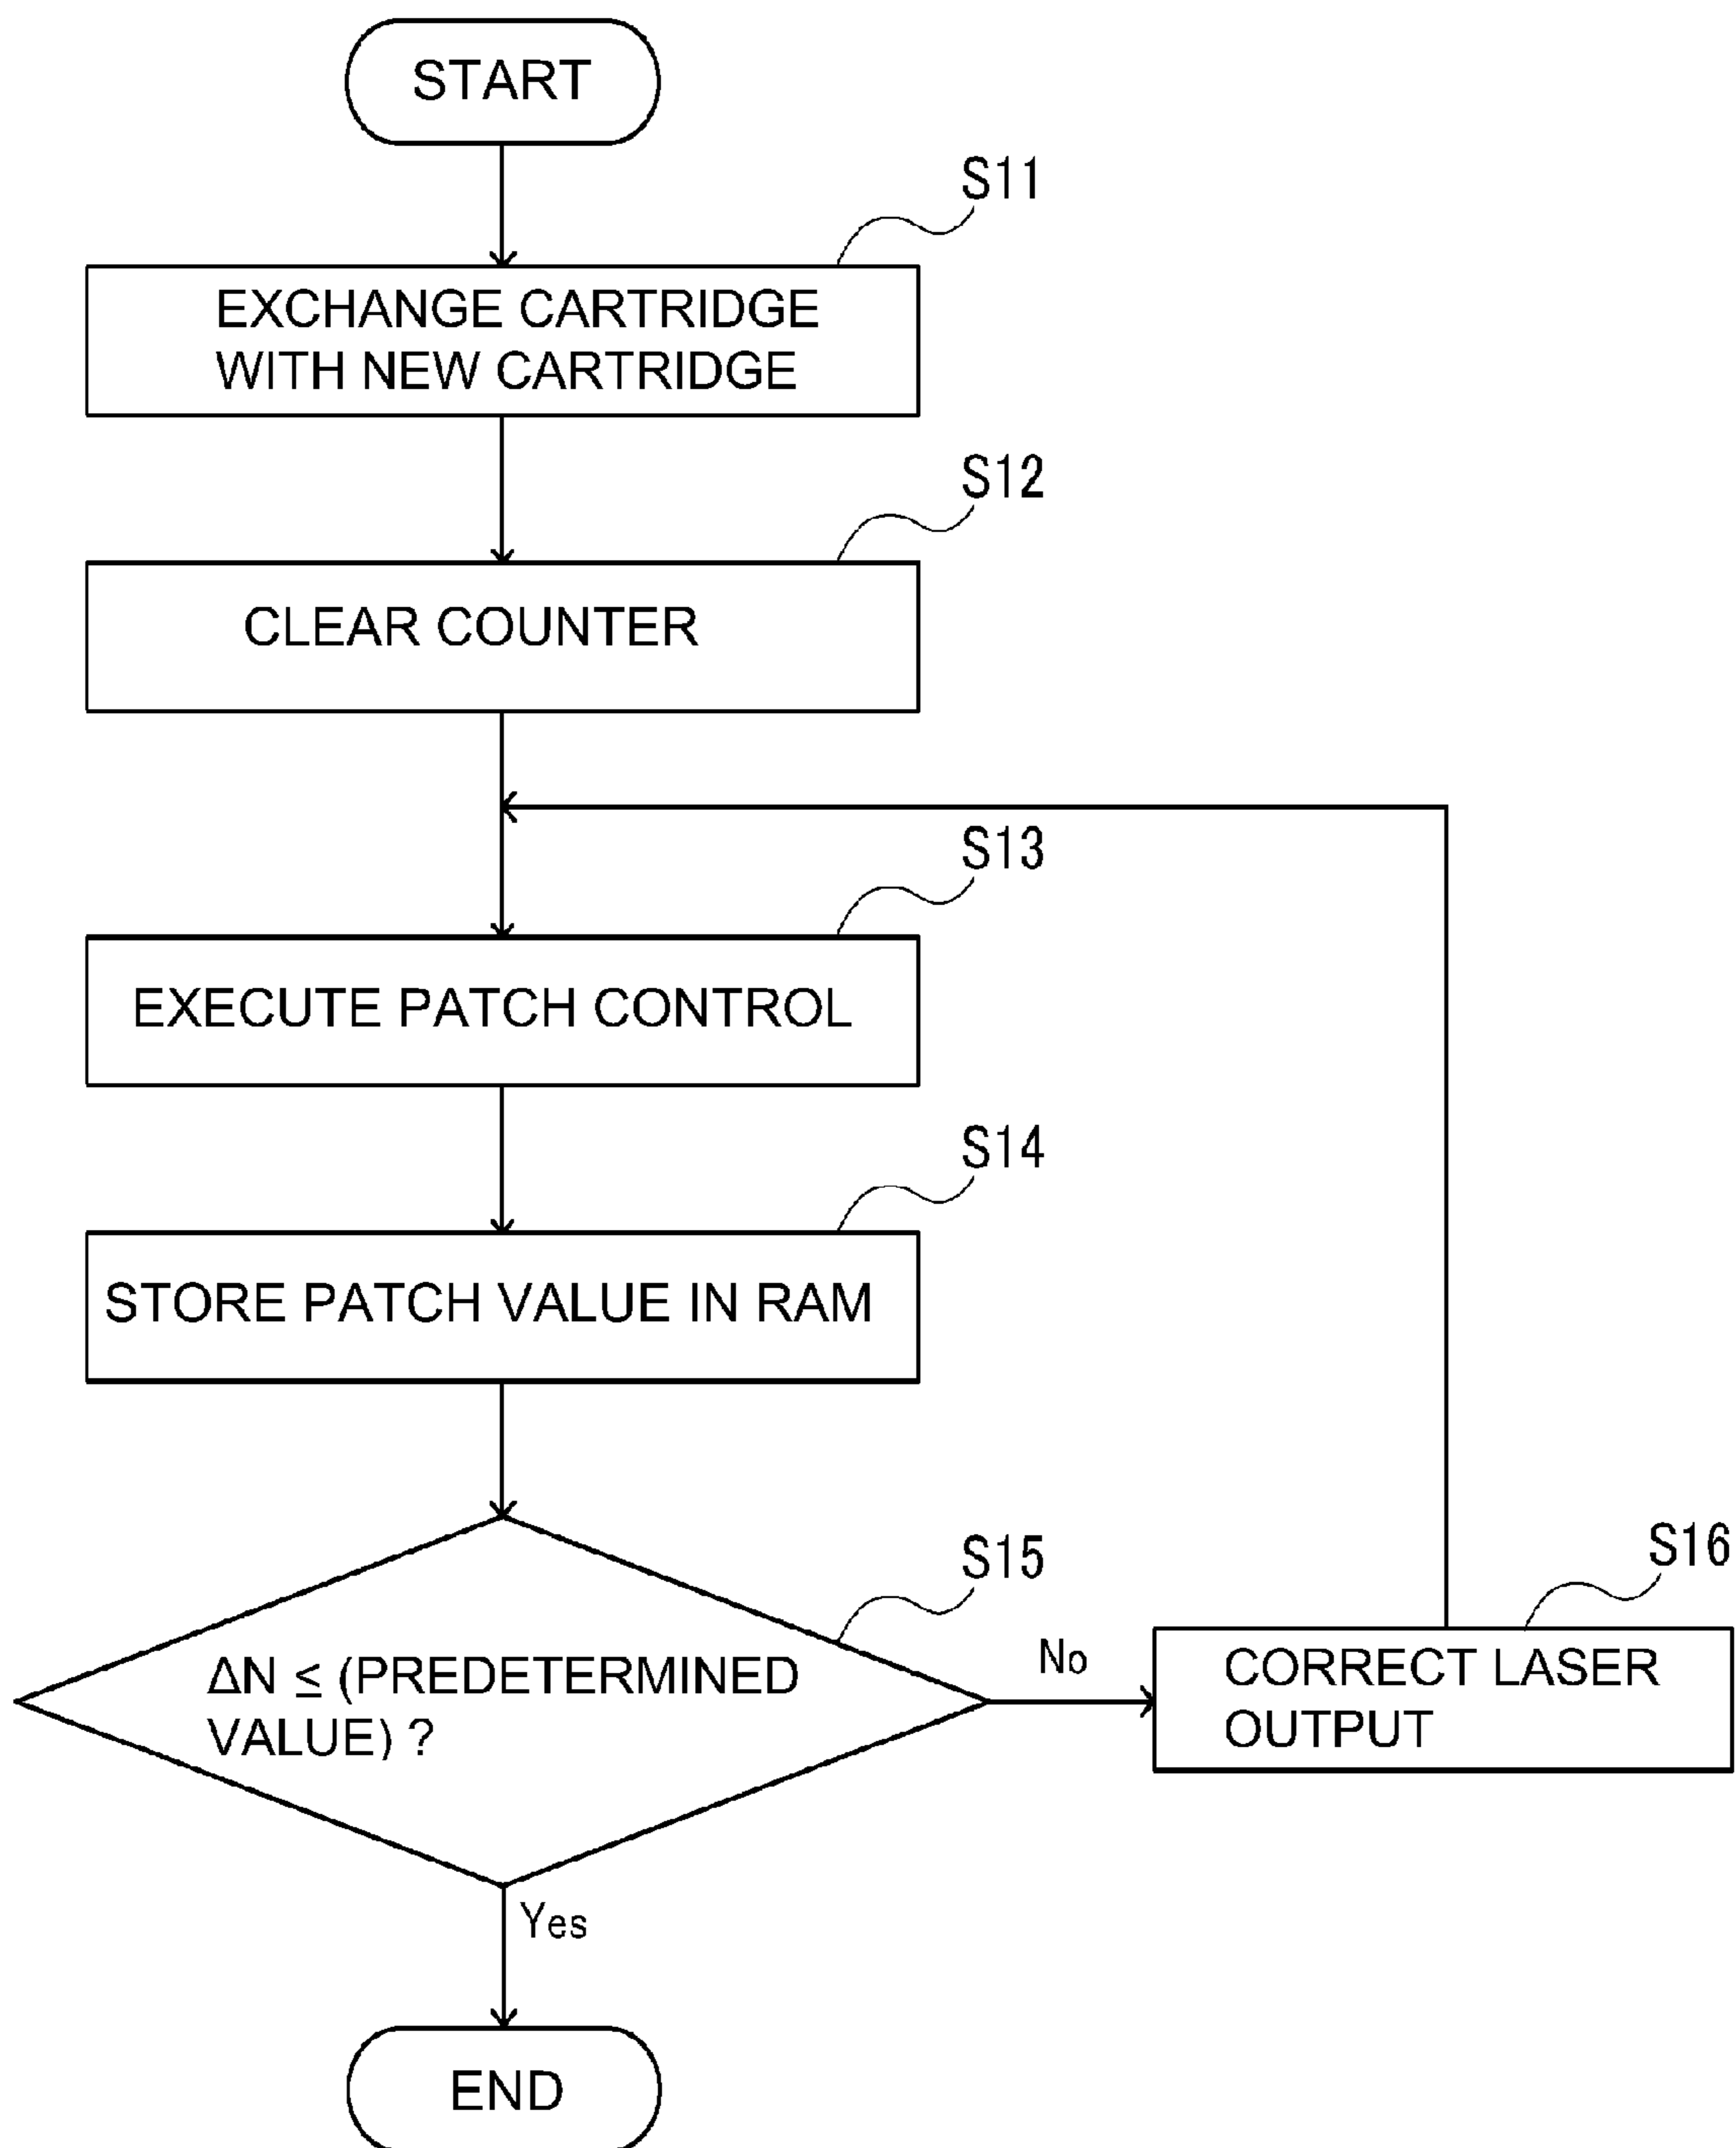 START
S11
EXCHANGE CARTRIDGE
WITH NEW CARTRIDGE
S12
CLEAR COUNTER
S13
EXECUTE PATCH CONTROL
S14
STORE PATCH VALUE IN RAM
S15
ΔN ≤ (PREDETERMINED
VALUE) ?
No
S16
CORRECT LASER
OUTPUT
Yes
END